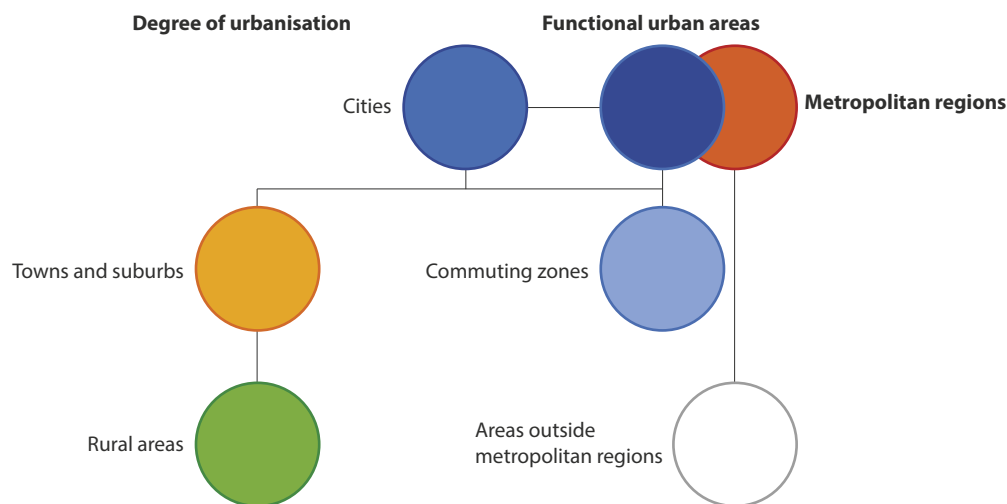 Degree of urbanisation
Functional urban areas
Cities
Metropolitan regions
Towns and suburbs
Commuting zones
Rural areas
Areas outside
metropolitan regions